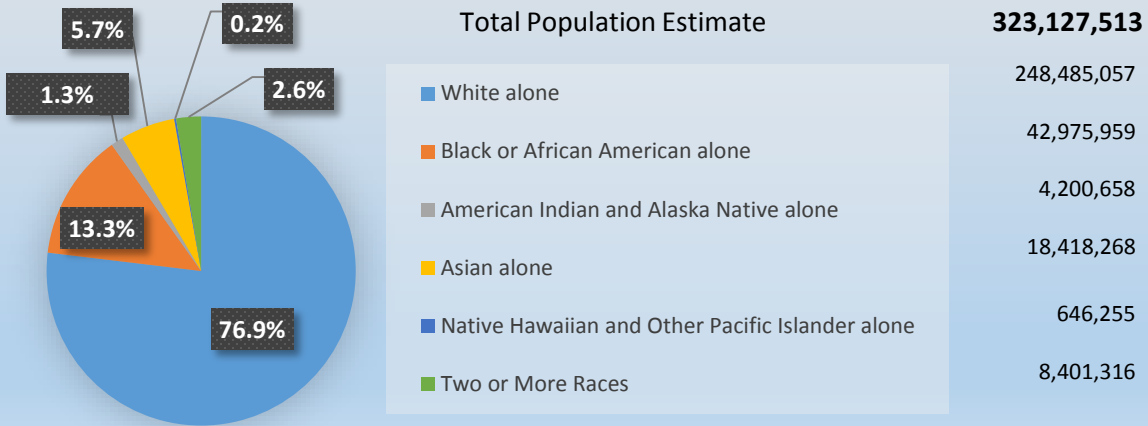 5.7%
0.2%
1.3%
2.6%
13.3%
76.9%
Total Population Estimate 323,127,513
White alone 248,485,057
Black or African American alone 42,975,959
American Indian and Alaska Native alone 4,200,658
Asian alone 18,418,268
Native Hawaiian and Other Pacific Islander alone 646,255
Two or More Races 8,401,316